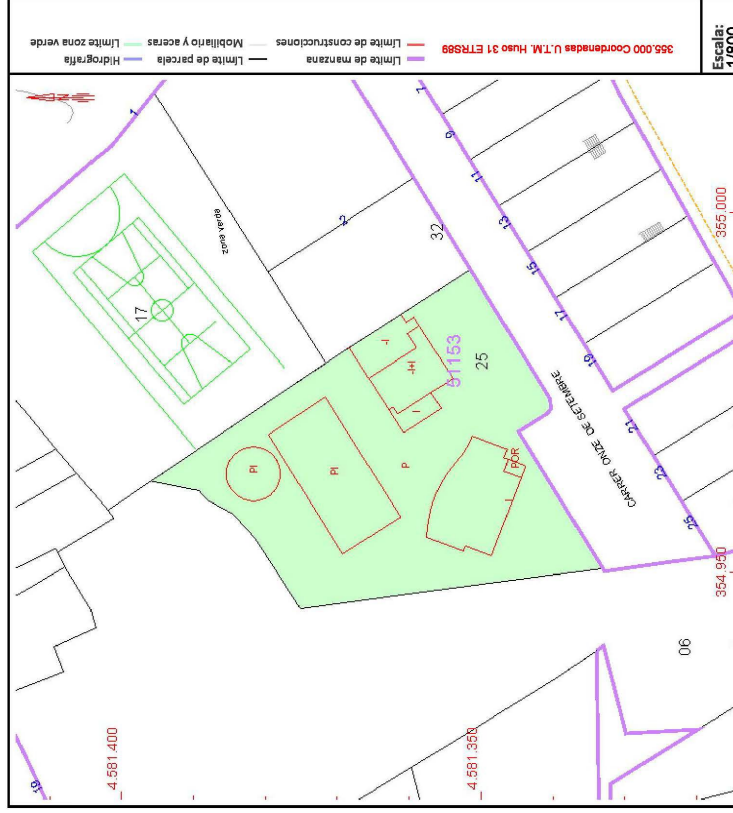 355.000 Coordenadas U.T.M. Huso 31 ETRS89
Límite de manzana
Límite de parcela
Límite de construcciones
Mobiliario y aceras
Límite zona verde
Hidrografía
Escala:
1/800
1
17
zona verde
2
32
7
9
11
13
15
17
19
21
23
25
PI
PI
P
-I
-I+I
I
51153
25
POR
I
CARRER ONZE DE SETEMBRE
06
19
4.581.400
4.581.350
354.950
355.000